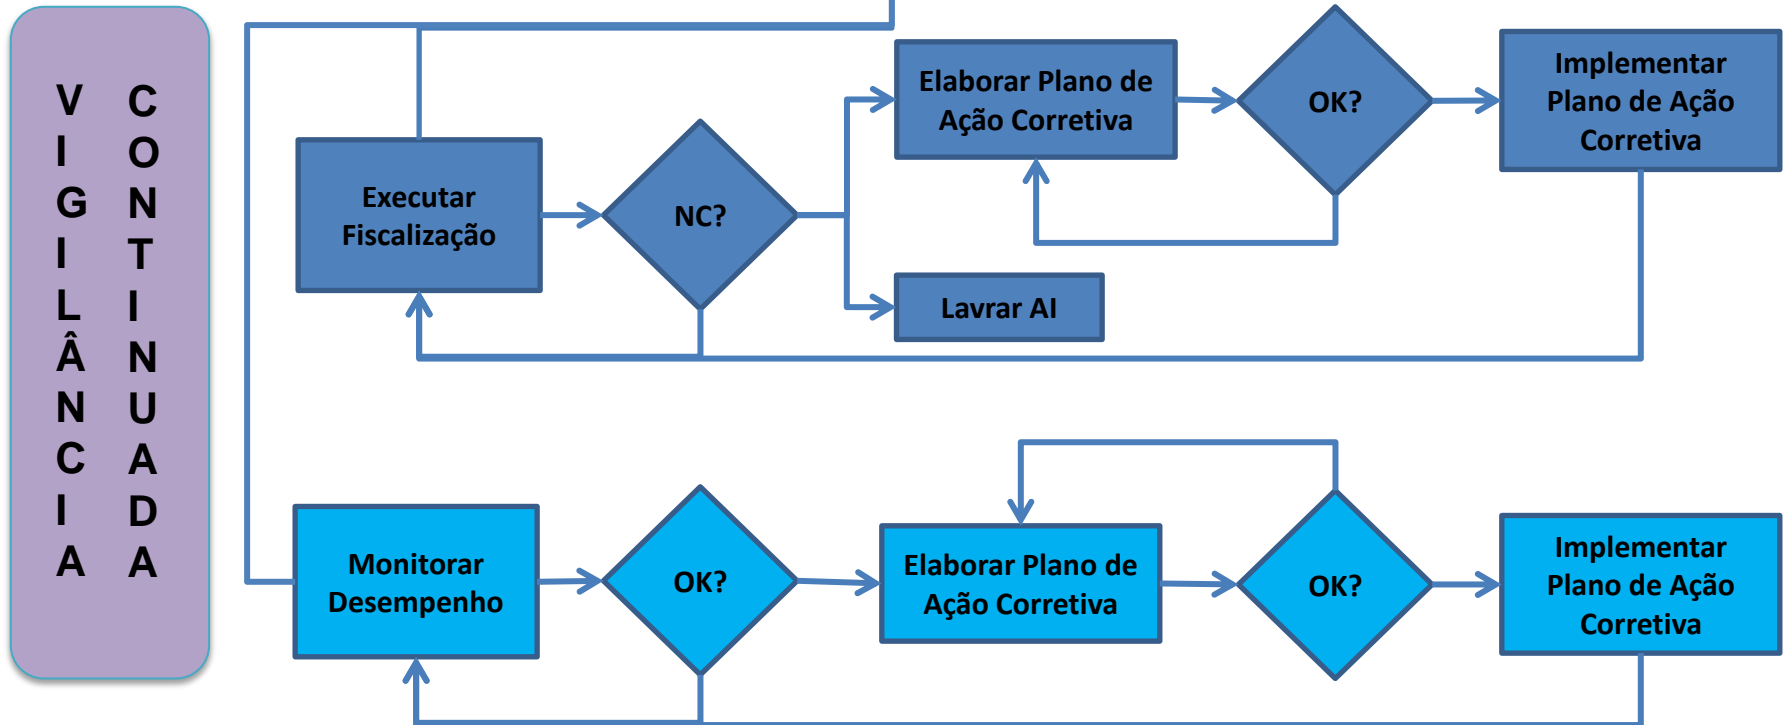 VIGILÂNCIA
CONTINUADA
Elaborar Plano de
Ação Corretiva
OK?
Implementar
Plano de Ação
Corretiva
Executar
Fiscalização
NC?
Lavrar AI
Monitorar
Desempenho
OK?
Elaborar Plano de
Ação Corretiva
OK?
Implementar
Plano de Ação
Corretiva